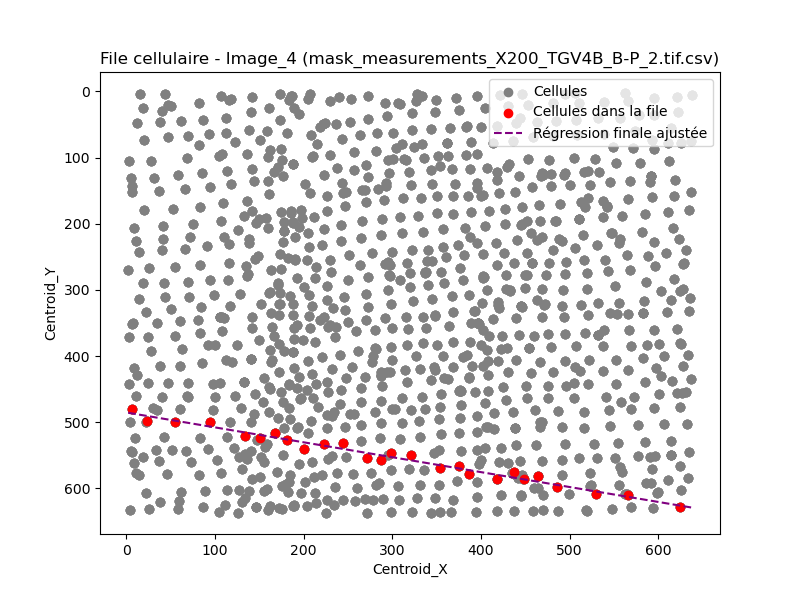 File cellulaire - Image_4 (mask_measurements_X200_TGV4B_B-P_2.tif.csv)
Cellules
Cellules dans la file
Régression finale ajustée
0
100
200
300
400
500
600
Centroid_Y
0 100 200 300 400 500 600
Centroid_X